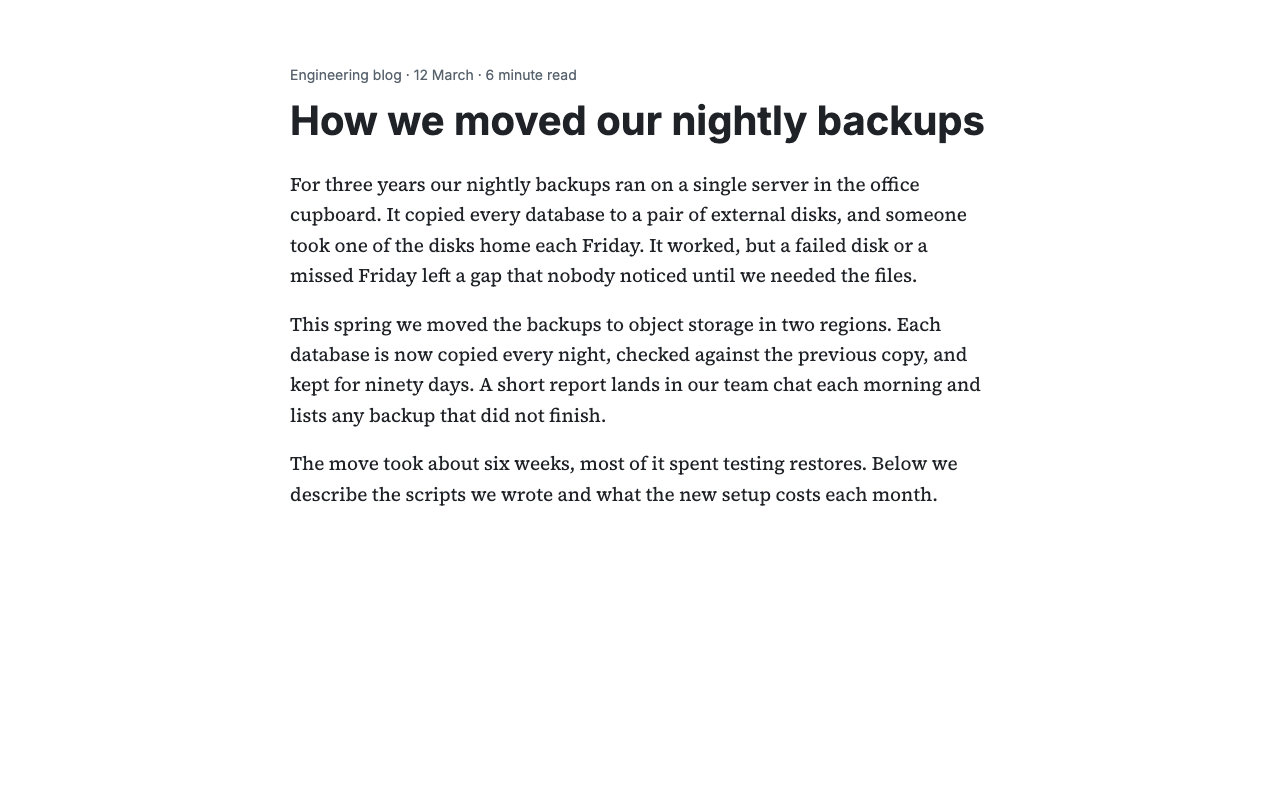 Engineering blog · 12 March · 6 minute read
How we moved our nightly backups
For three years our nightly backups ran on a single server in the office
cupboard. It copied every database to a pair of external disks, and someone
took one of the disks home each Friday. It worked, but a failed disk or a
missed Friday left a gap that nobody noticed until we needed the files.
This spring we moved the backups to object storage in two regions. Each
database is now copied every night, checked against the previous copy, and
kept for ninety days. A short report lands in our team chat each morning and
lists any backup that did not finish.
The move took about six weeks, most of it spent testing restores. Below we
describe the scripts we wrote and what the new setup costs each month.